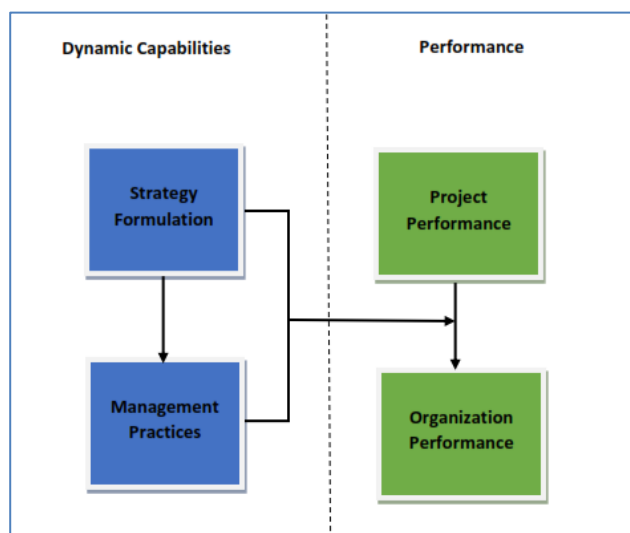 Dynamic Capabilities
Performance
Strategy
Formulation
Project
Performance
Management
Practices
Organization
Performance